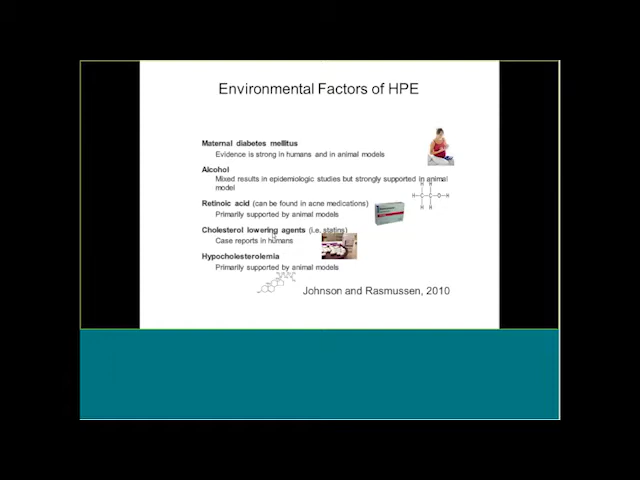 Environmental Factors of HPE
Maternal diabetes mellitus
Evidence is strong in humans and in animal models
Alcohol
Mixed results in epidemiologic studies but strongly supported in animal
model
Retinoic acid (can be found in acne medications)
Primarily supported by animal models
Cholesterol lowering agents (i.e. statins)
Case reports in humans
Hypocholesterolemia
Primarily supported by animal models
Johnson and Rasmussen, 2010
H H
H-C-C-O-H
H H